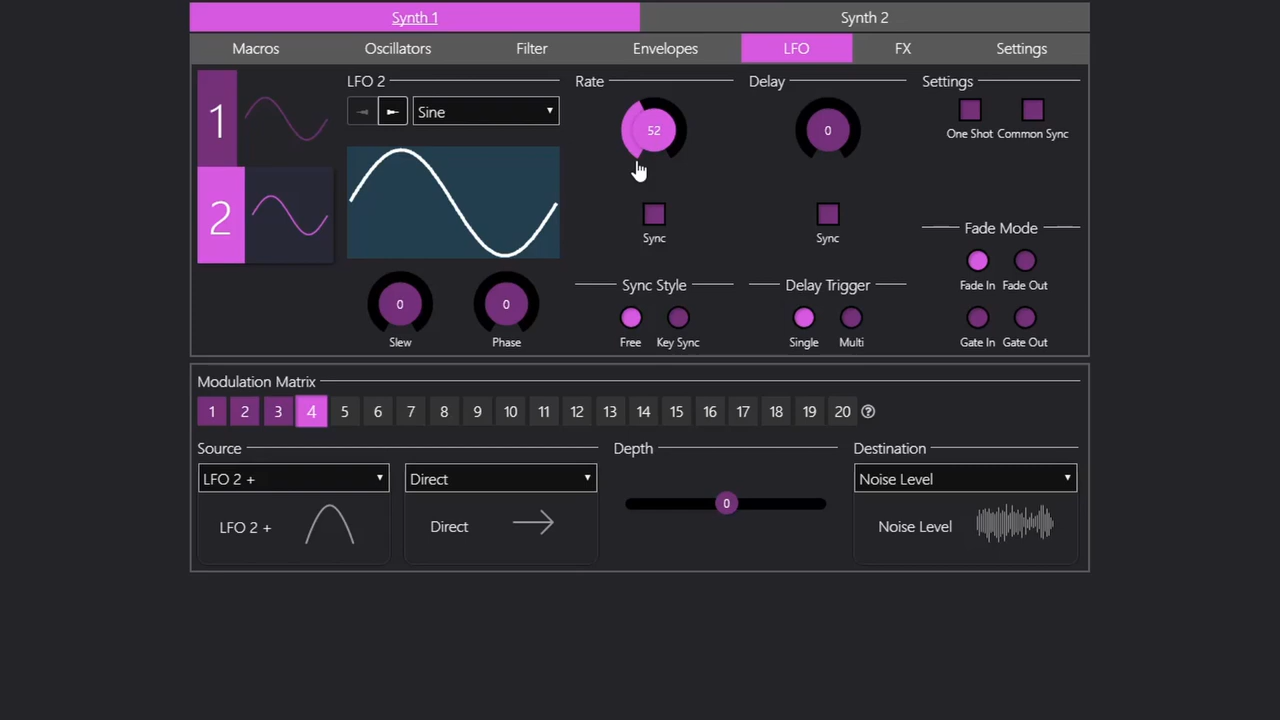 Synth 1
Synth 2
Macros
Oscillators
Filter
Envelopes
LFO
FX
Settings
1
2
LFO 2
Sine
0
Slew
0
Phase
Rate
52
Sync
Sync Style
Free
Key Sync
Delay
0
Sync
Delay Trigger
Single
Multi
Settings
One Shot
Common Sync
Fade Mode
Fade In
Fade Out
Gate In
Gate Out
Modulation Matrix
1 2 3 4 5 6 7 8 9 10 11 12 13 14 15 16 17 18 19 20 ?
Source
LFO 2 +
Direct
LFO 2 +
Direct
Depth
0
Destination
Noise Level
Noise Level